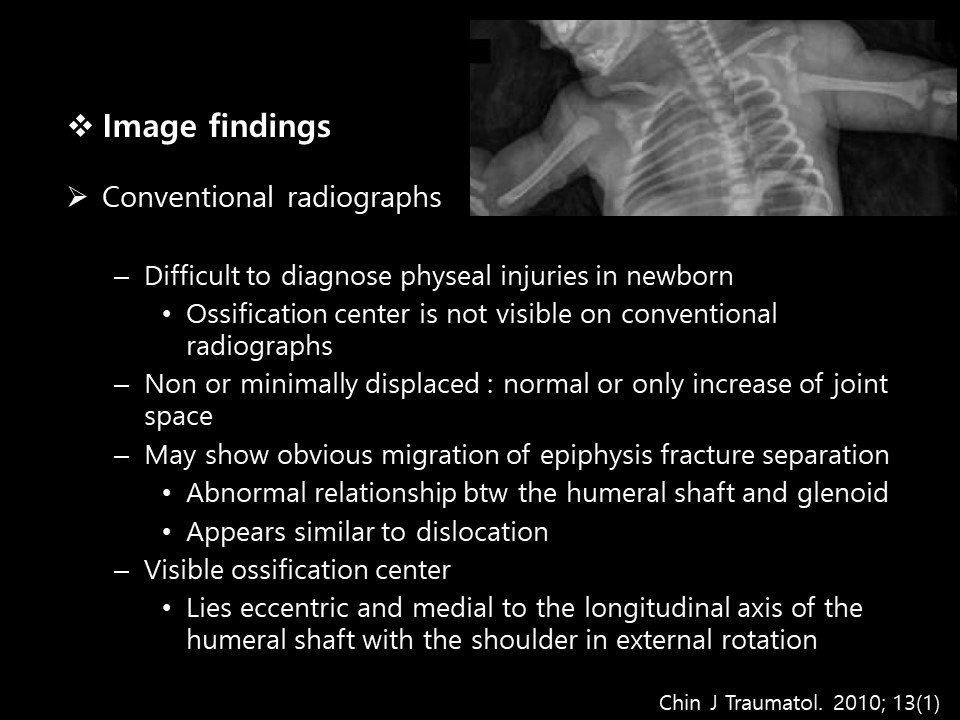 ❖ Image findings
➢ Conventional radiographs
– Difficult to diagnose physeal injuries in newborn
• Ossification center is not visible on conventional
radiographs
– Non or minimally displaced : normal or only increase of joint
space
– May show obvious migration of epiphysis fracture separation
• Abnormal relationship btw the humeral shaft and glenoid
• Appears similar to dislocation
– Visible ossification center
• Lies eccentric and medial to the longitudinal axis of the
humeral shaft with the shoulder in external rotation
Chin J Traumatol. 2010; 13(1)